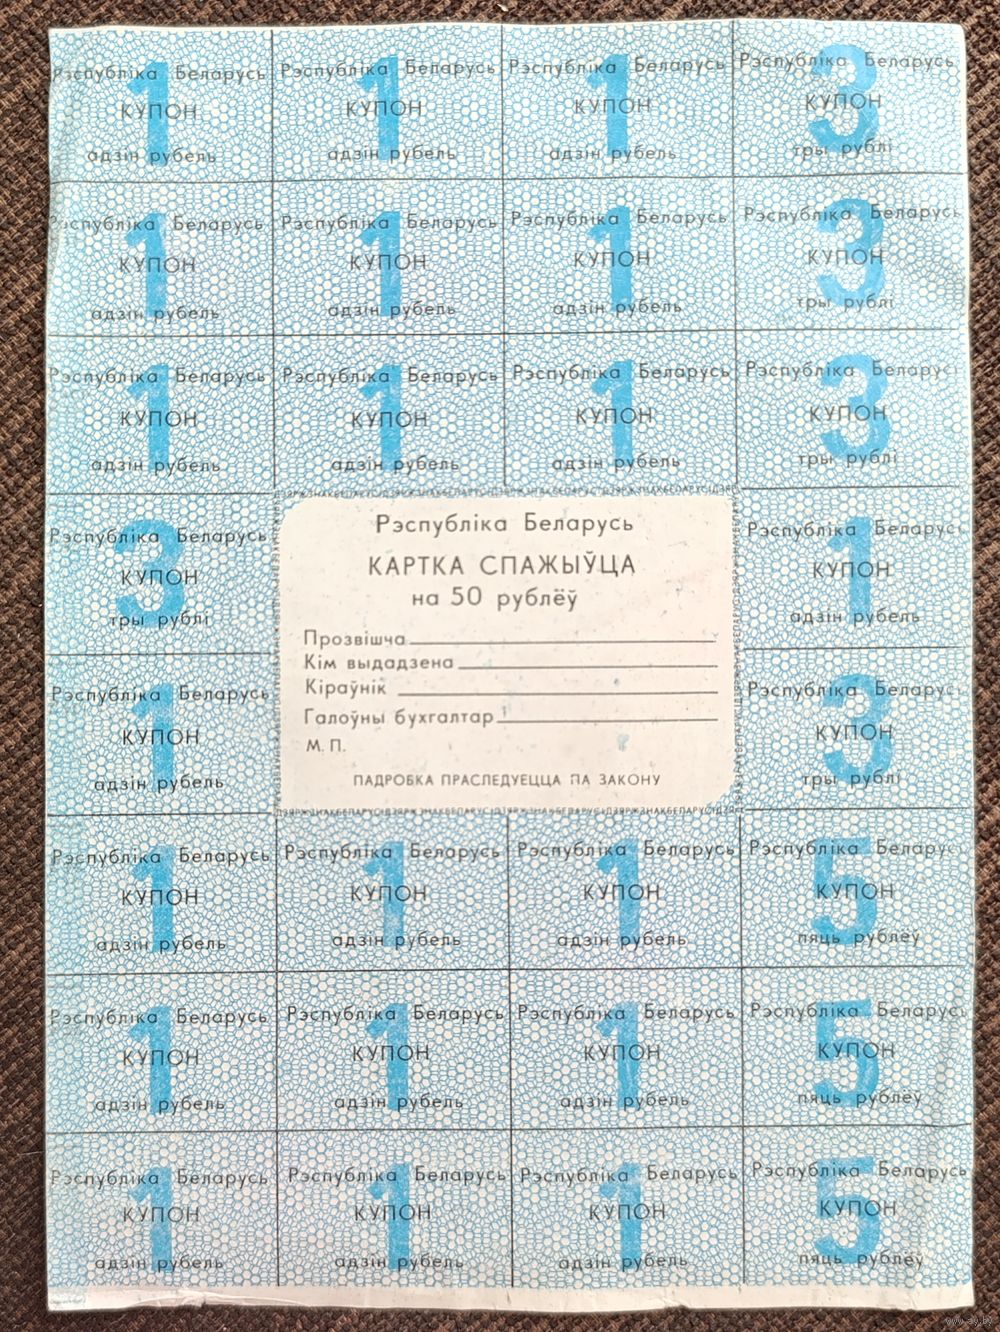 Рэспубліка Беларусь
1
КУПОН
адзін рубель
Рэспубліка Беларусь
1
КУПОН
адзін рубель
Рэспубліка Беларусь
1
КУПОН
адзін рубель
Рэспубліка Беларусь
3
КУПОН
тры рублі
Рэспубліка Беларусь
1
КУПОН
адзін рубель
Рэспубліка Беларусь
1
КУПОН
адзін рубель
Рэспубліка Беларусь
1
КУПОН
адзін рубель
Рэспубліка Беларусь
3
КУПОН
тры рублі
Рэспубліка Беларусь
1
КУПОН
адзін рубель
Рэспубліка Беларусь
1
КУПОН
адзін рубель
Рэспубліка Беларусь
1
КУПОН
адзін рубель
Рэспубліка Беларусь
3
КУПОН
тры рублі
Рэспубліка Беларусь
3
КУПОН
тры рублі
Рэспубліка Беларусь
КАРТКА СПАЖЫЎЦА
на 50 рублёў
Прозвішча
Кім выдадзена
Кіраўнік
Галоўны бухгалтар
М. П.
ПАДРОБКА ПРАСЛЕДУЕЦЦА ПА ЗАКОНУ
Рэспубліка Беларусь
1
КУПОН
адзін рубель
Рэспубліка Беларусь
1
КУПОН
адзін рубель
Рэспубліка Беларусь
3
КУПОН
тры рублі
Рэспубліка Беларусь
1
КУПОН
адзін рубель
Рэспубліка Беларусь
1
КУПОН
адзін рубель
Рэспубліка Беларусь
1
КУПОН
адзін рубель
Рэспубліка Беларусь
5
КУПОН
пяць рублёў
Рэспубліка Беларусь
1
КУПОН
адзін рубель
Рэспубліка Беларусь
1
КУПОН
адзін рубель
Рэспубліка Беларусь
1
КУПОН
адзін рубель
Рэспубліка Беларусь
5
КУПОН
пяць рублёў
Рэспубліка Беларусь
1
КУПОН
адзін рубель
Рэспубліка Беларусь
1
КУПОН
адзін рубель
Рэспубліка Беларусь
1
КУПОН
адзін рубель
Рэспубліка Беларусь
5
КУПОН
пяць рублёў
www.ay.by